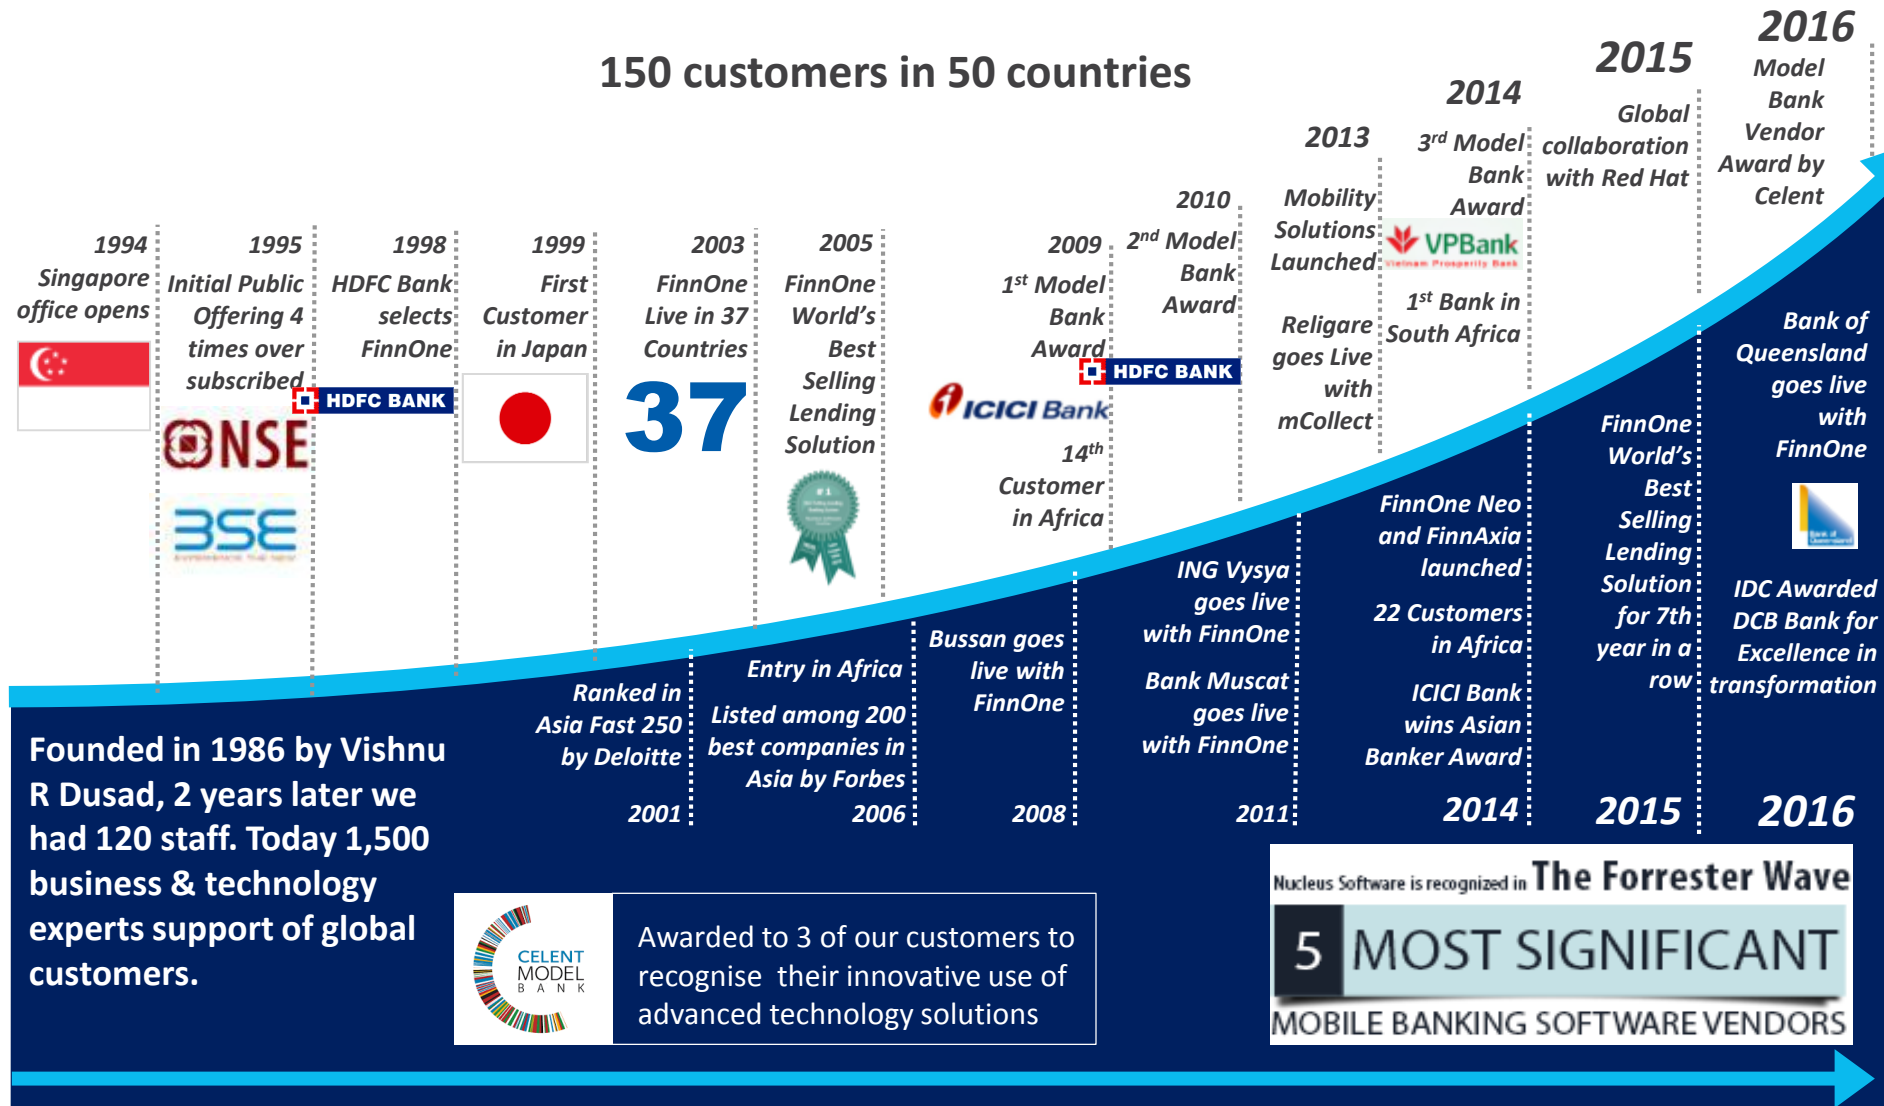 150 customers in 50 countries
1994
Singapore
office opens
1995
Initial Public
Offering 4
times over
subscribed
NSE
BSE
1998
HDFC Bank
selects
FinnOne
HDFC BANK
1999
First
Customer
in Japan
2003
FinnOne
Live in 37
Countries
37
2005
FinnOne
World's
Best
Selling
Lending
Solution
#1
2009
1st Model
Bank
Award
ICICI Bank
14th
Customer
in Africa
2010
2nd Model
Bank
Award
HDFC BANK
2013
Mobility
Solutions
Launched
Religare
goes Live
with
mCollect
2014
3rd Model
Bank
Award
VPBank
Vietnam Prosperity Bank
1st Bank in
South Africa
2015
Global
collaboration
with Red Hat
2016
Model
Bank
Vendor
Award by
Celent
Ranked in
Asia Fast 250
by Deloitte
2001
Entry in Africa
Listed among 200
best companies in
Asia by Forbes
2006
Bussan goes
live with
FinnOne
2008
ING Vysya
goes live
with FinnOne
Bank Muscat
goes live
with FinnOne
2011
FinnOne Neo
and FinnAxia
launched
22 Customers
in Africa
ICICI Bank
wins Asian
Banker Award
2014
FinnOne
World's
Best
Selling
Lending
Solution
for 7th
year in a
row
2015
Bank of
Queensland
goes live
with
FinnOne
Bank of
Queensland
IDC Awarded
DCB Bank for
Excellence in
transformation
2016
Founded in 1986 by Vishnu
R Dusad, 2 years later we
had 120 staff. Today 1,500
business & technology
experts support of global
customers.
CELENT
MODEL
BANK
Awarded to 3 of our customers to
recognise their innovative use of
advanced technology solutions
Nucleus Software is recognized in The Forrester Wave
5 MOST SIGNIFICANT
MOBILE BANKING SOFTWARE VENDORS